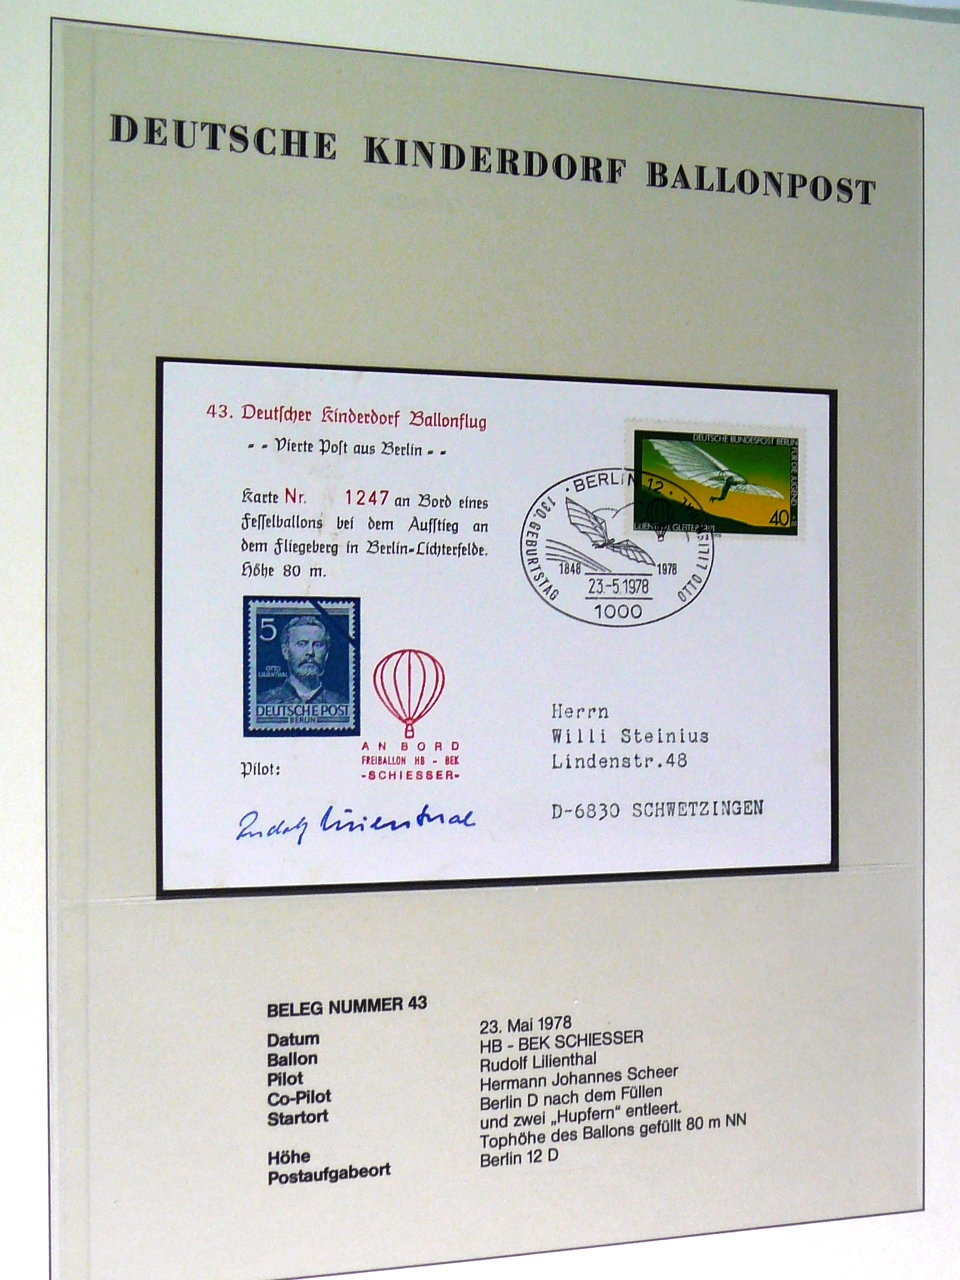 DEUTSCHE KINDERDORF BALLONPOST
43. Deutscher Kinderdorf Ballonflug
- - Vierte Post aus Berlin - -
Karte Nr. 1247 an Bord eines
Fesselballons bei dem Aufstieg an
dem Fliegeberg in Berlin-Lichterfelde.
Höhe 80 m.
DEUTSCHE BUNDESPOST BERLIN
FÜR DIE JUGEND
40
· BERLIN 12 ·
130. GEBURTSTAG
OTTO LILIENTHAL
1848 1978
23.-5.1978
1000
5
OTTO
LILIENTHAL
DEUTSCHE POST
BERLIN
AN BORD
FREIBALLON HB - BEK
-SCHIESSER-
Pilot:
Rudolf Lilienthal
Herrn
Willi Steinius
Lindenstr.48
D-6830 SCHWETZINGEN
BELEG NUMMER 43
Datum 23. Mai 1978
Ballon HB - BEK SCHIESSER
Pilot Rudolf Lilienthal
Co-Pilot Hermann Johannes Scheer
Startort Berlin D nach dem Füllen
und zwei „Hupfern“ entleert.
Höhe Tophöhe des Ballons gefüllt 80 m NN
Postaufgabeort Berlin 12 D